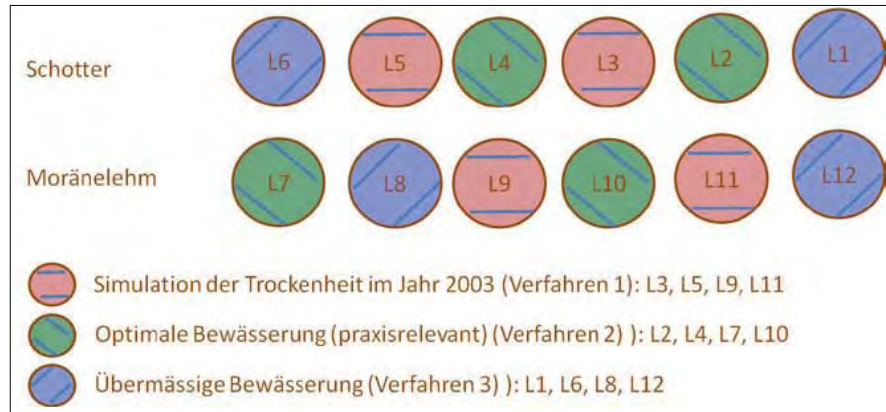 Schotter L6 L5 L4 L3 L2 L1
Moränelehm L7 L8 L9 L10 L11 L12
Simulation der Trockenheit im Jahr 2003 (Verfahren 1): L3, L5, L9, L11
Optimale Bewässerung (praxisrelevant) (Verfahren 2) ): L2, L4, L7, L10
Übermässige Bewässerung (Verfahren 3) ): L1, L6, L8, L12